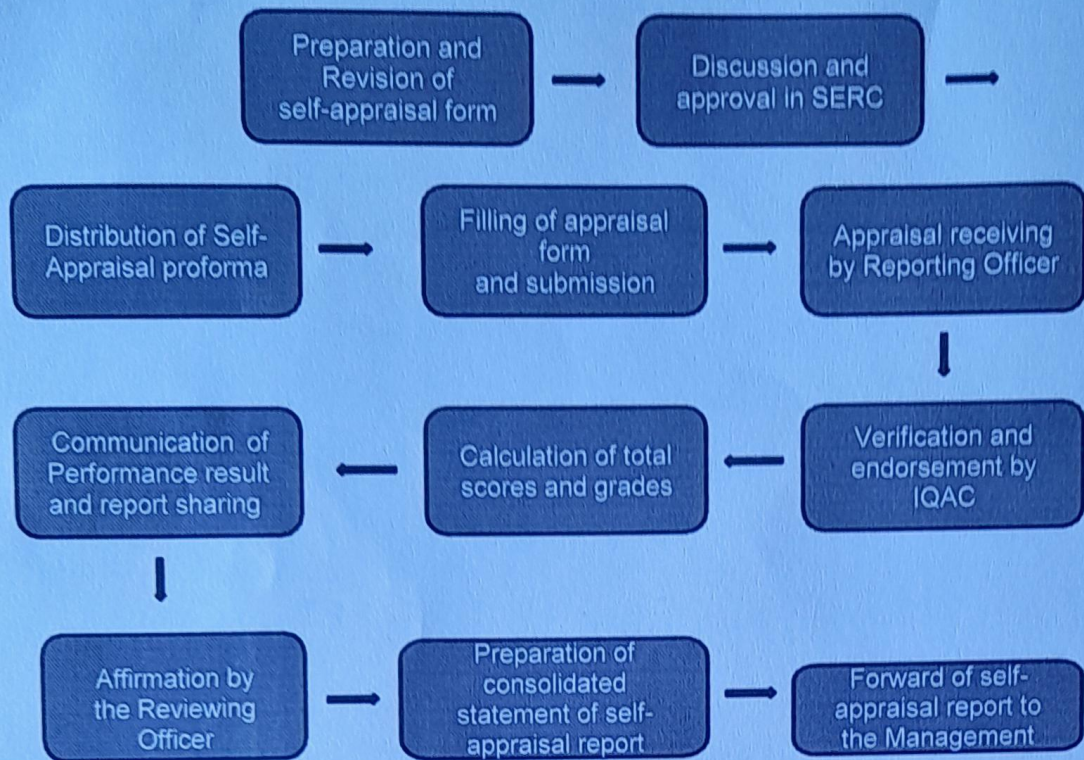 Preparation and
Revision of
self-appraisal form
Discussion and
approval in SERC
Distribution of Self-
Appraisal proforma
Filling of appraisal
form
and submission
Appraisal receiving
by Reporting Officer
Verification and
endorsement by
IQAC
Calculation of total
scores and grades
Communication of
Performance result
and report sharing
Affirmation by
the Reviewing
Officer
Preparation of
consolidated
statement of self-
appraisal report
Forward of self-
appraisal report to
the Management